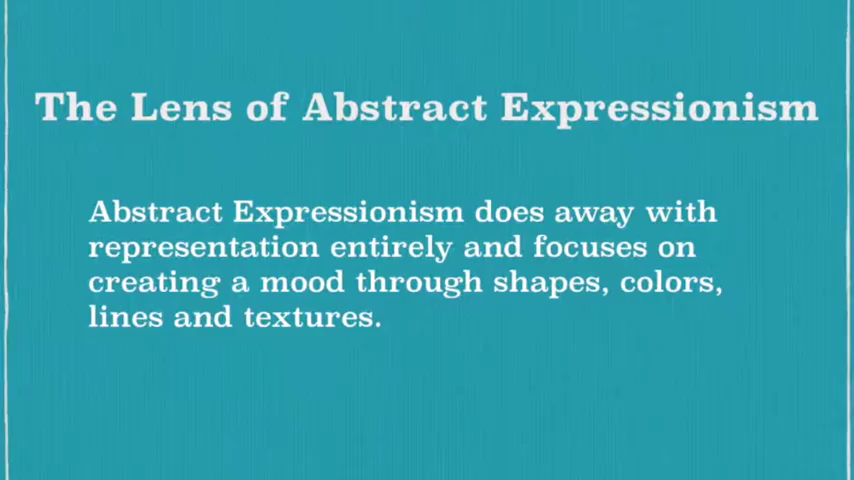 The Lens of Abstract Expressionism
Abstract Expressionism does away with
representation entirely and focuses on
creating a mood through shapes, colors,
lines and textures.